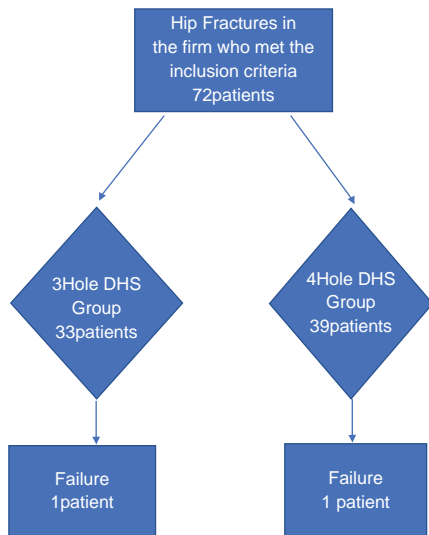 Hip Fractures in
the firm who met the
inclusion criteria
72patients
3Hole DHS
Group
33patients
4Hole DHS
Group
39patients
Failure
1patient
Failure
1 patient